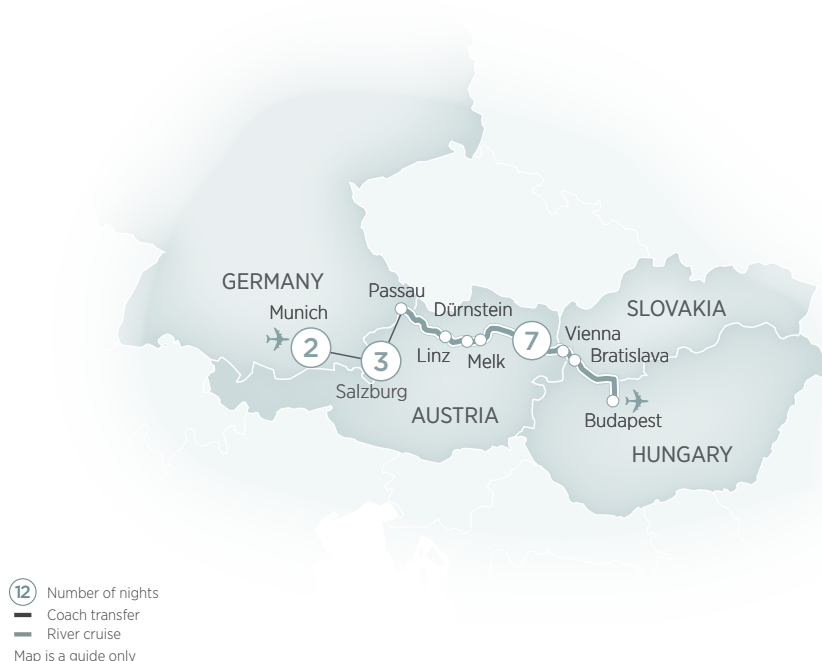 GERMANY
Munich
2
3
Salzburg
Passau
Dürnstein
Linz
Melk
7
Vienna
Bratislava
SLOVAKIA
AUSTRIA
Budapest
HUNGARY
12 Number of nights
Coach transfer
River cruise
Map is a guide only